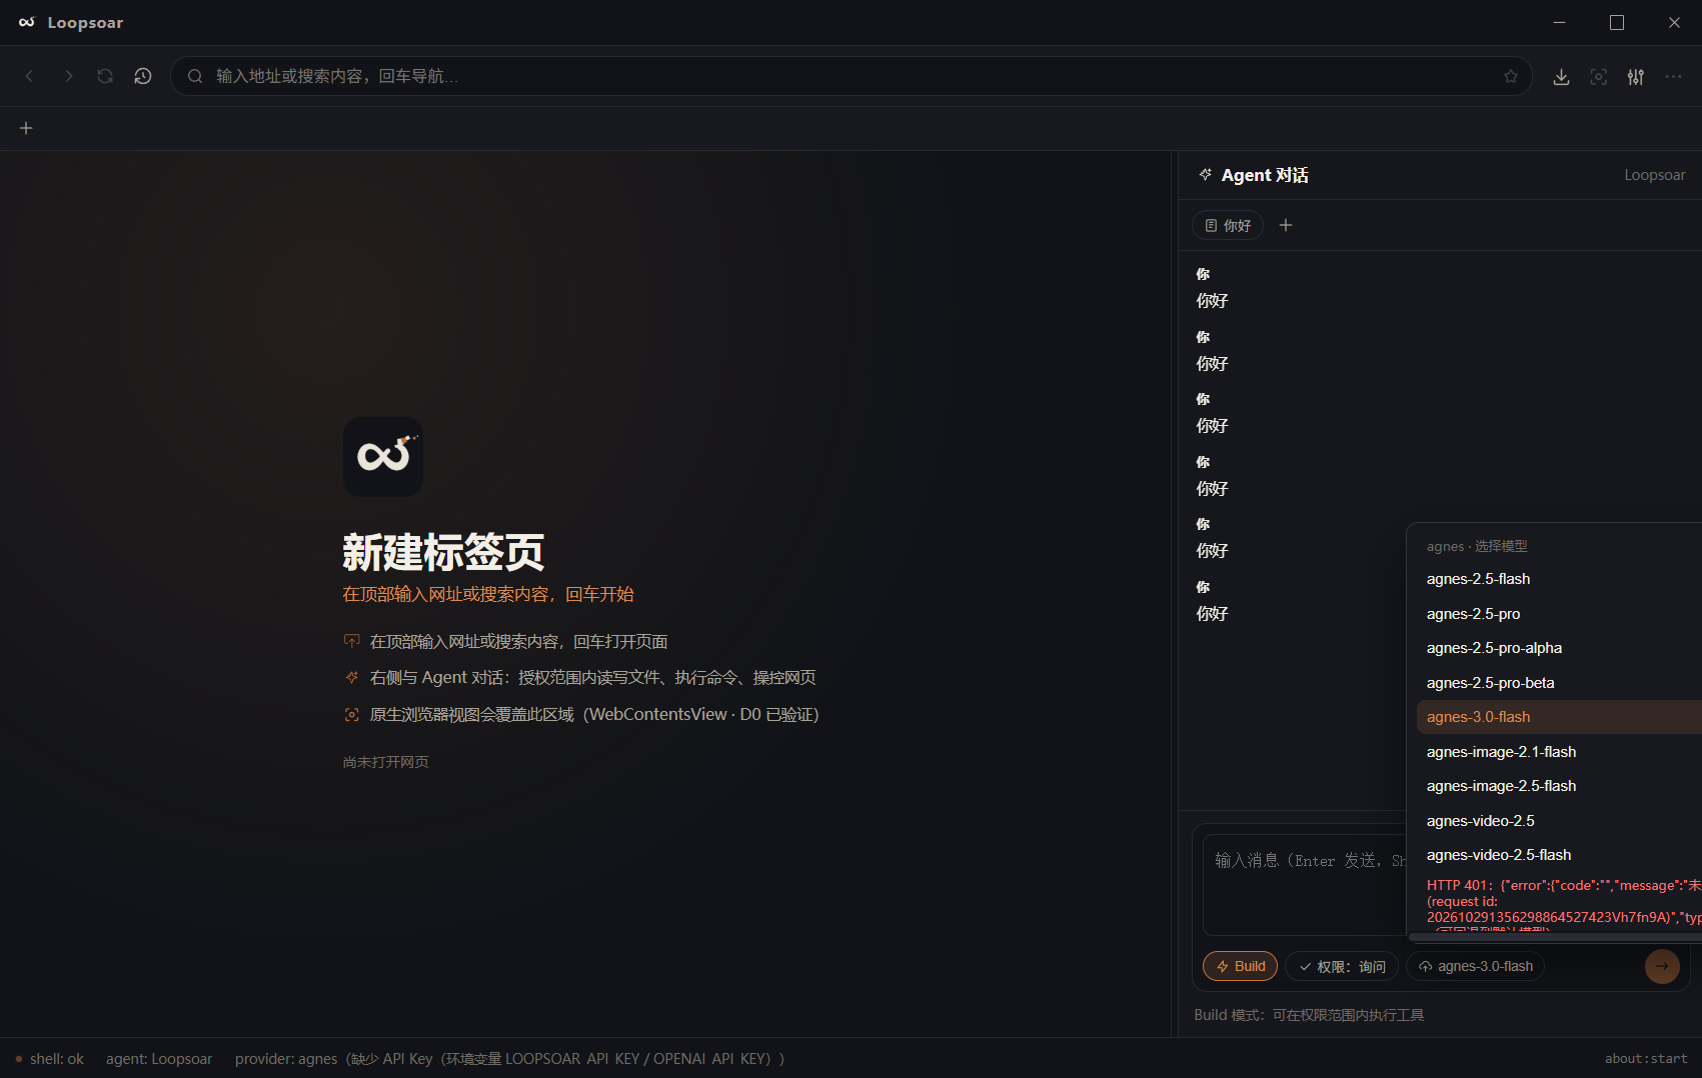 Loopsoar
输入地址或搜索内容，回车导航...
Agent 对话
Loopsoar
你好
你
你好
你
你好
你
你好
你
你好
你
你好
你
你好
新建标签页
在顶部输入网址或搜索内容，回车开始
在顶部输入网址或搜索内容，回车打开页面
右侧与 Agent 对话：授权范围内读写文件、执行命令、操控网页
原生浏览器视图会覆盖此区域（WebContentsView · D0 已验证）
尚未打开网页
agnes · 选择模型
agnes-2.5-flash
agnes-2.5-pro
agnes-2.5-pro-alpha
agnes-2.5-pro-beta
agnes-3.0-flash
agnes-image-2.1-flash
agnes-image-2.5-flash
agnes-video-2.5
agnes-video-2.5-flash
HTTP 401：{"error":{"code":"","message":"未
(request id:
202610291356298864527423Vh7fn9A)","typ
输入消息（Enter 发送，Sh
Build
权限：询问
agnes-3.0-flash
Build 模式：可在权限范围内执行工具
shell: ok
agent: Loopsoar
provider: agnes（缺少 API Key（环境变量 LOOPSOAR_API_KEY / OPENAI_API_KEY））
about:start